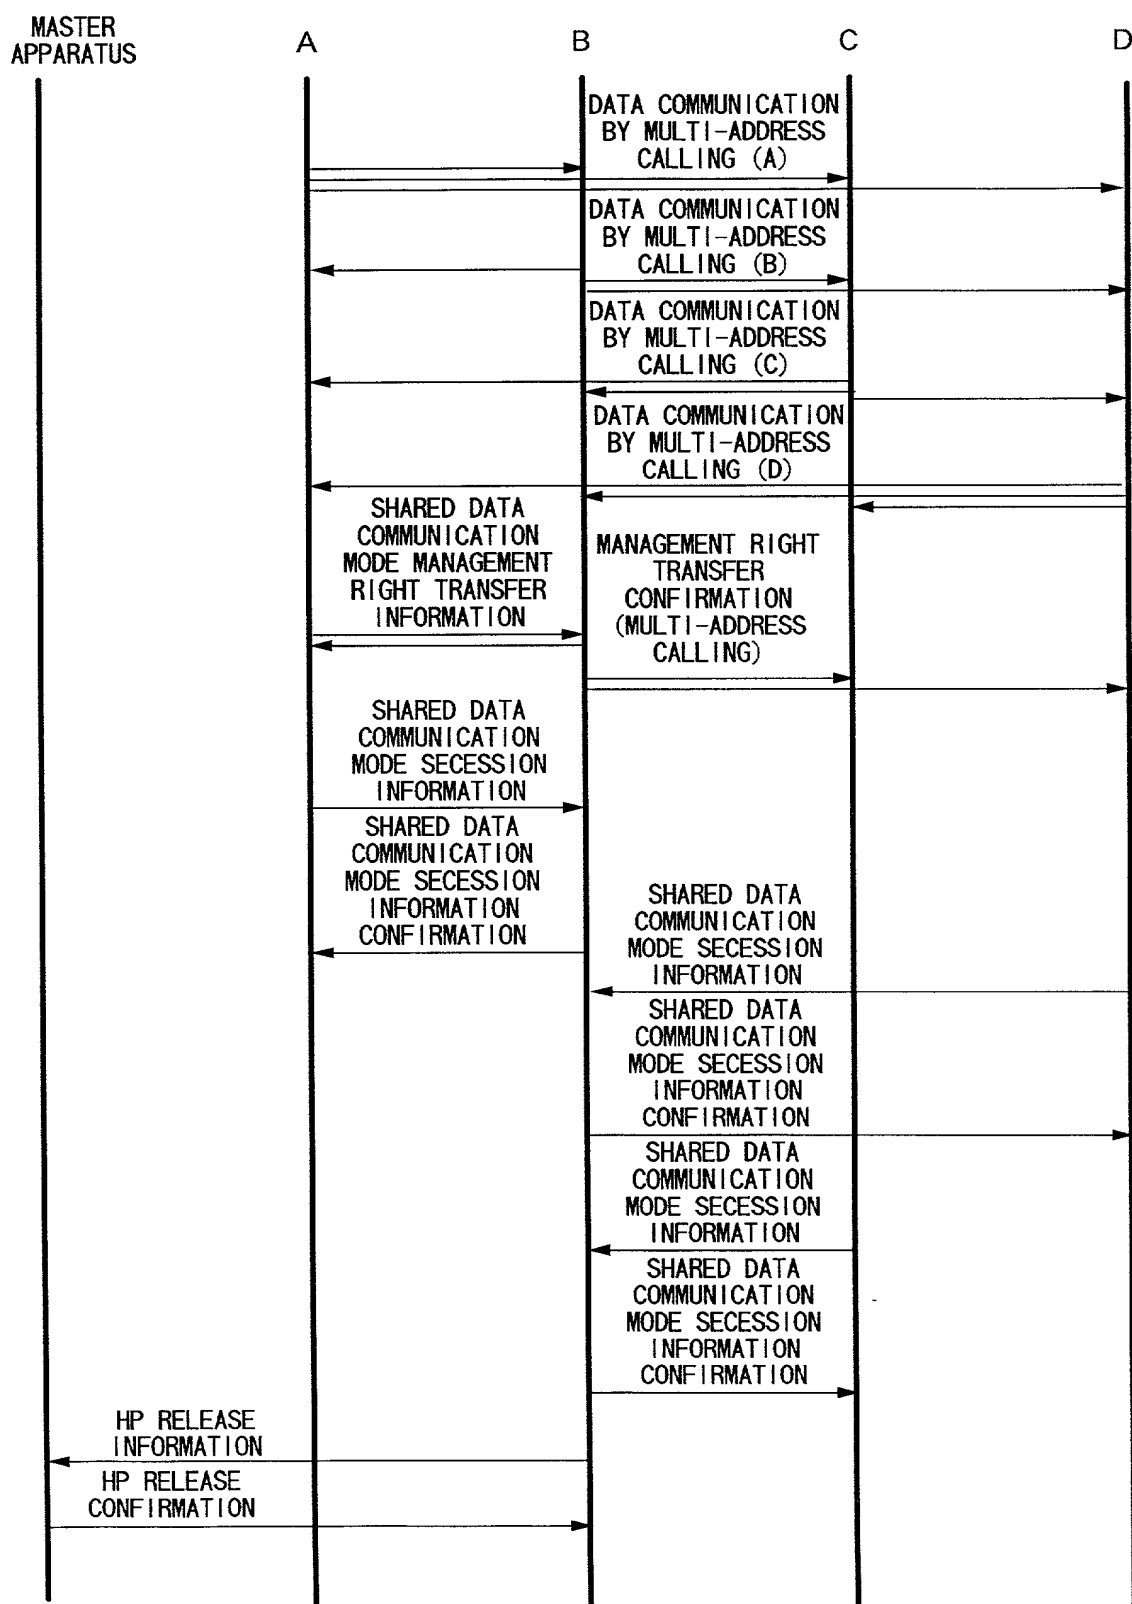 MASTER
APPARATUS
A
B
C
D
DATA COMMUNICATION
BY MULTI-ADDRESS
CALLING (A)
DATA COMMUNICATION
BY MULTI-ADDRESS
CALLING (B)
DATA COMMUNICATION
BY MULTI-ADDRESS
CALLING (C)
DATA COMMUNICATION
BY MULTI-ADDRESS
CALLING (D)
SHARED DATA
COMMUNICATION
MODE MANAGEMENT
RIGHT TRANSFER
INFORMATION
MANAGEMENT RIGHT
TRANSFER
CONFIRMATION
(MULTI-ADDRESS
CALLING)
SHARED DATA
COMMUNICATION
MODE SECESSION
INFORMATION
SHARED DATA
COMMUNICATION
MODE SECESSION
INFORMATION
CONFIRMATION
SHARED DATA
COMMUNICATION
MODE SECESSION
INFORMATION
SHARED DATA
COMMUNICATION
MODE SECESSION
INFORMATION
CONFIRMATION
SHARED DATA
COMMUNICATION
MODE SECESSION
INFORMATION
SHARED DATA
COMMUNICATION
MODE SECESSION
INFORMATION
CONFIRMATION
HP RELEASE
INFORMATION
HP RELEASE
CONFIRMATION